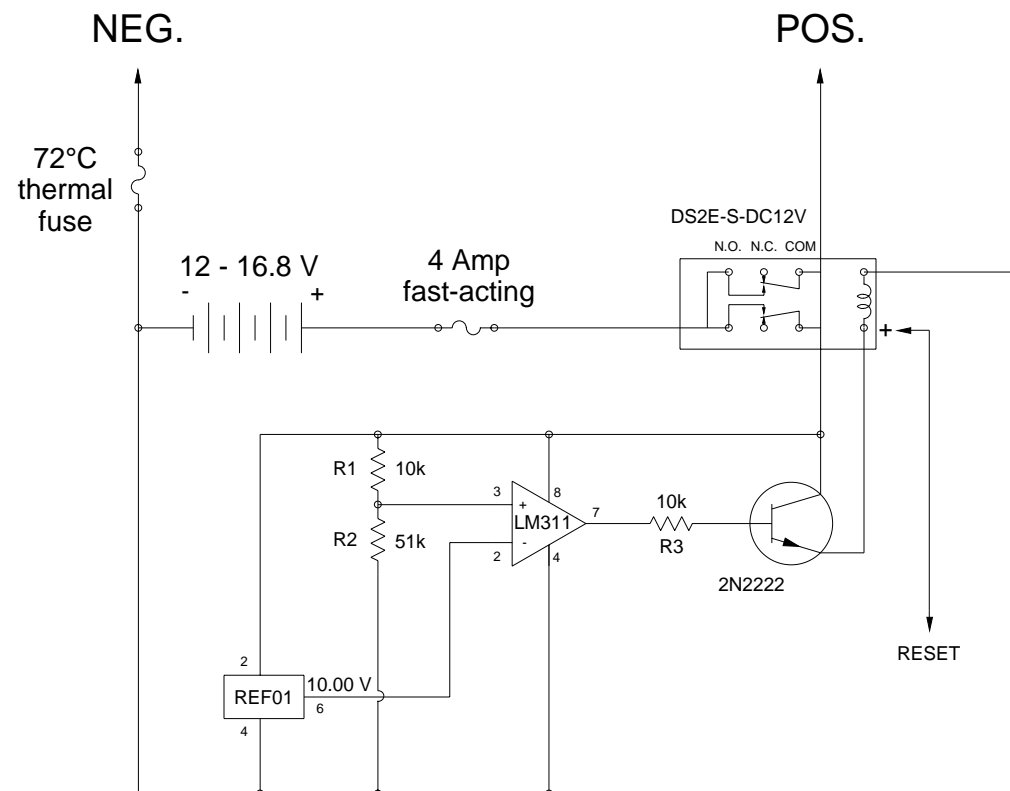 NEG.
POS.
72°C
thermal
fuse
DS2E-S-DC12V
N.O. N.C. COM
12 - 16.8 V
- +
4 Amp
fast-acting
+
R1 10k
3 8
+
LM311
7
10k
R2 51k
-
2 4
R3
2N2222
RESET
2
REF01
10.00 V
6
4